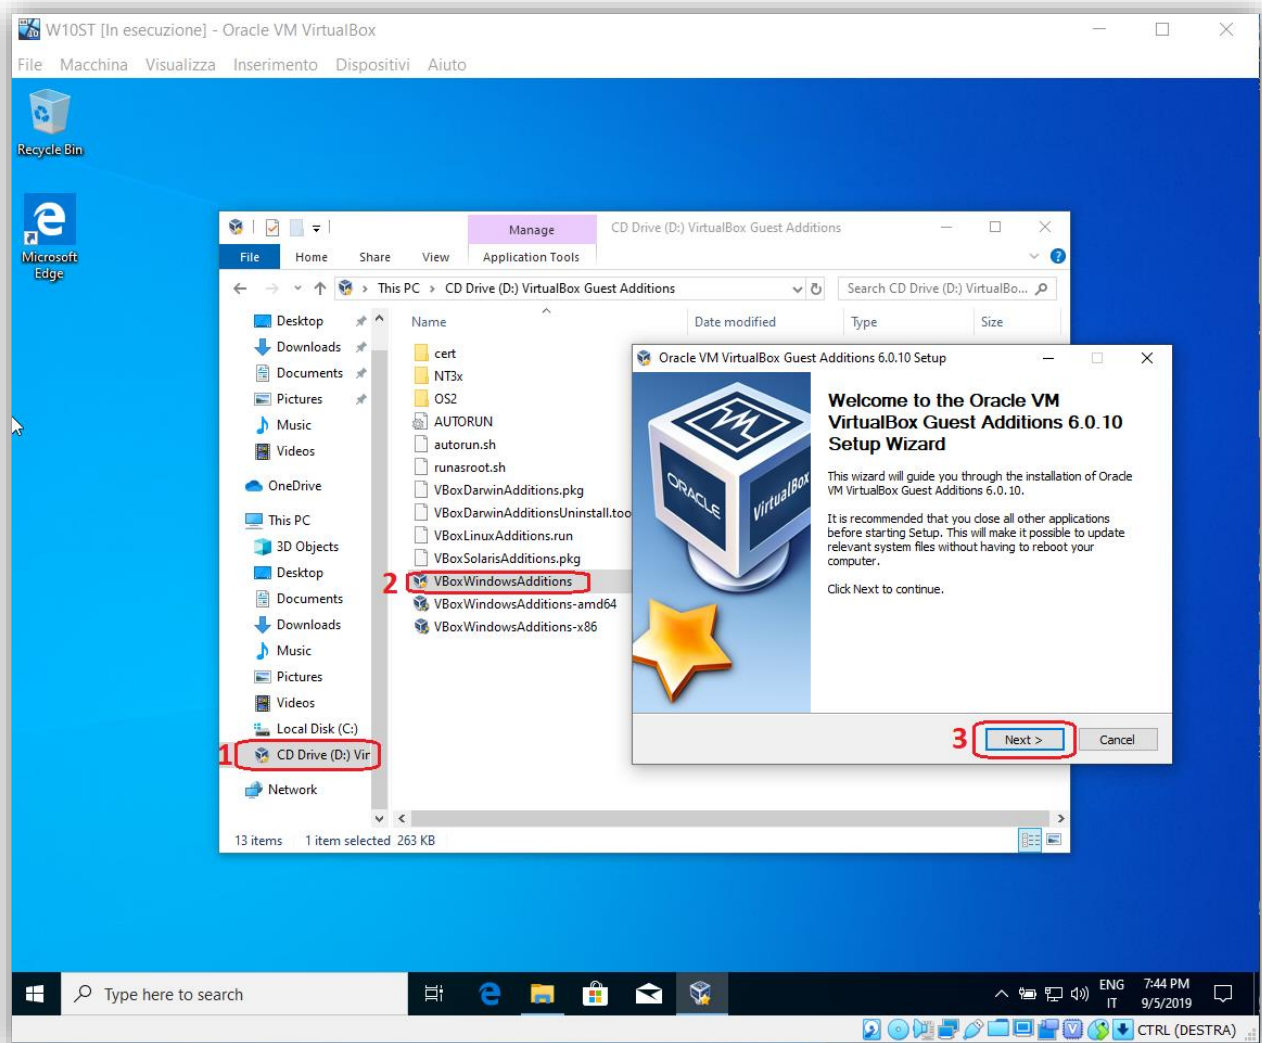 W10ST [In esecuzione] - Oracle VM VirtualBox
File Macchina Visualizza Inserimento Dispositivi Aiuto
Recycle Bin
Microsoft
Edge
Manage
CD Drive (D:) VirtualBox Guest Additions
File Home Share View Application Tools
This PC > CD Drive (D:) VirtualBox Guest Additions
Search CD Drive (D:) VirtualBo...
Desktop
Downloads
Documents
Pictures
Music
Videos
OneDrive
This PC
3D Objects
Desktop
Documents
Downloads
Music
Pictures
Videos
Local Disk (C:)
1 CD Drive (D:) Vir
Network
Name Date modified Type Size
cert
NT3x
OS2
AUTORUN
autorun.sh
runasroot.sh
VBoxDarwinAdditions.pkg
VBoxDarwinAdditionsUninstall.too
VBoxLinuxAdditions.run
VBoxSolarisAdditions.pkg
2 VBoxWindowsAdditions
VBoxWindowsAdditions-amd64
VBoxWindowsAdditions-x86
13 items 1 item selected 263 KB
Oracle VM VirtualBox Guest Additions 6.0.10 Setup
ORACLE
VirtualBox
Welcome to the Oracle VM
VirtualBox Guest Additions 6.0.10
Setup Wizard
This wizard will guide you through the installation of Oracle
VM VirtualBox Guest Additions 6.0.10.
It is recommended that you close all other applications
before starting Setup. This will make it possible to update
relevant system files without having to reboot your
computer.
Click Next to continue.
3 Next > Cancel
Type here to search
ENG
IT
7:44 PM
9/5/2019
CTRL (DESTRA)